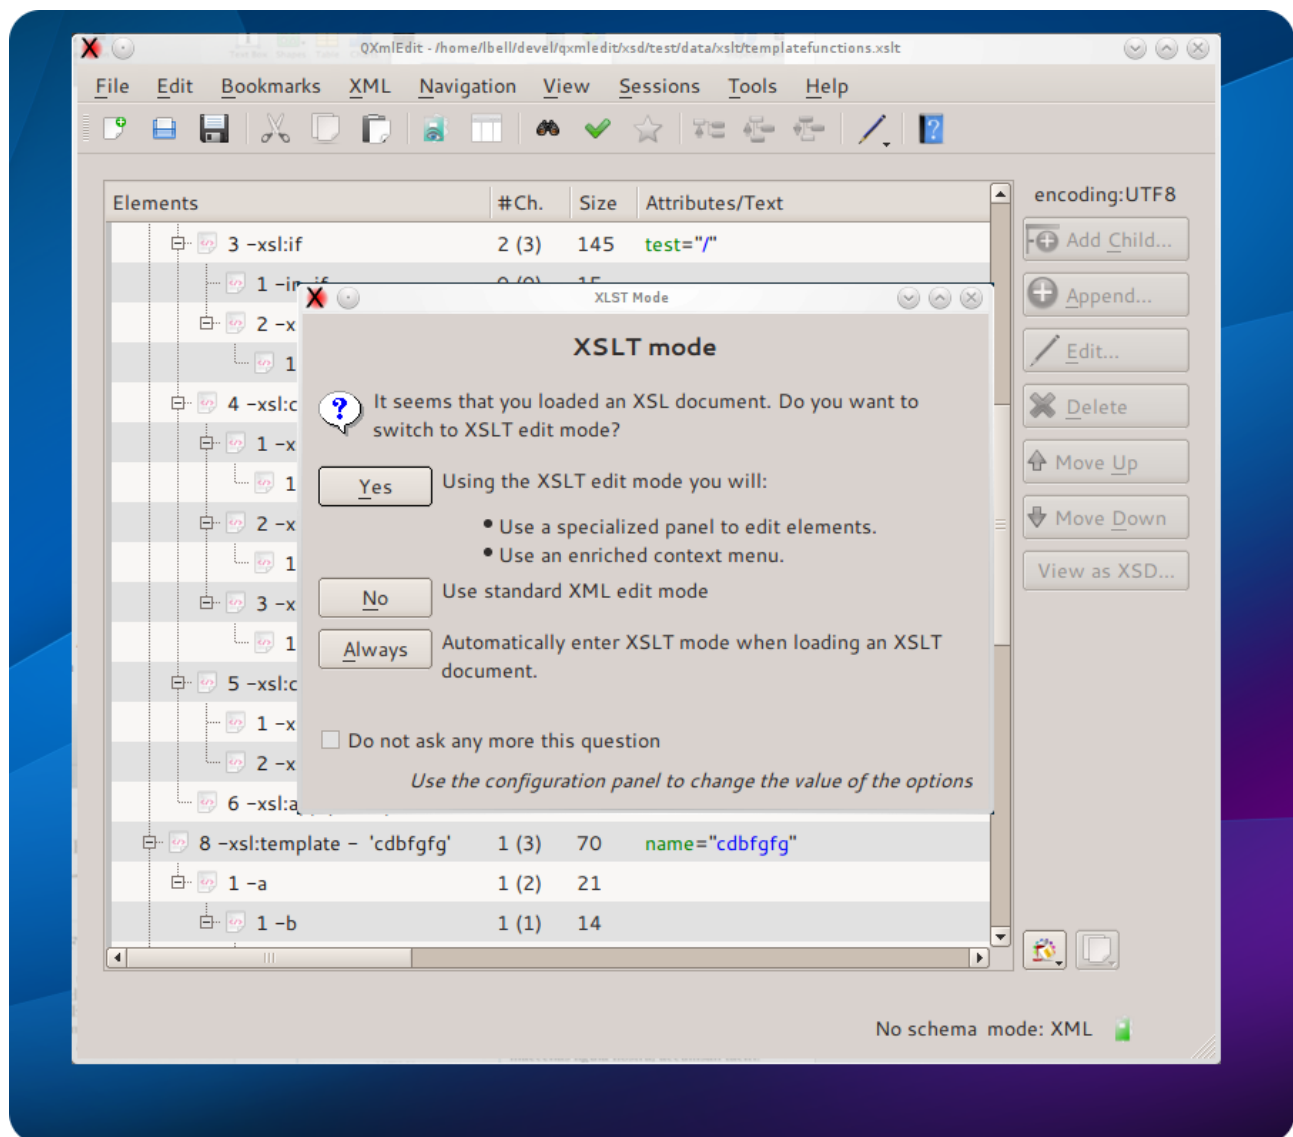 QXmlEdit - /home/lbell/devel/qxmledit/xsd/test/data/xslt/templatefunctions.xslt
File Edit Bookmarks XML Navigation View Sessions Tools Help
Elements #Ch. Size Attributes/Text
encoding:UTF8
3 -xsl:if 2 (3) 145 test="/"
Add Child...
1 -in if 0 (0) 15
XLST Mode
Append...
2 -x
XSLT mode
Edit...
1
4 -xsl:c
It seems that you loaded an XSL document. Do you want to
switch to XSLT edit mode?
Delete
1 -x
Move Up
1
Yes
Using the XSLT edit mode you will:
2 -x
• Use a specialized panel to edit elements.
Move Down
1
• Use an enriched context menu.
View as XSD...
3 -x
No
Use standard XML edit mode
1
Always
Automatically enter XSLT mode when loading an XSLT
document.
5 -xsl:c
1 -x
Do not ask any more this question
2 -x
Use the configuration panel to change the value of the options
6 -xsl:a
8 -xsl:template - 'cdbfgfg' 1 (3) 70 name="cdbfgfg"
1 -a 1 (2) 21
1 -b 1 (1) 14
No schema mode: XML